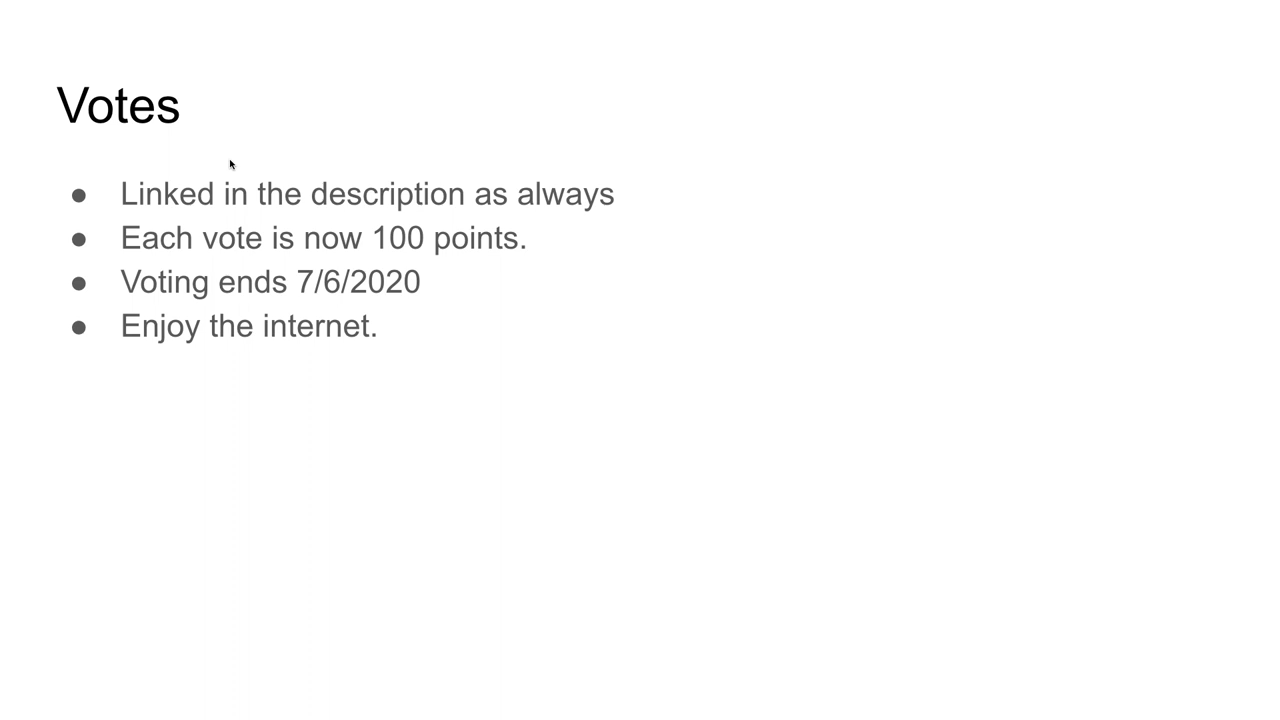 Votes
● Linked in the description as always
● Each vote is now 100 points.
● Voting ends 7/6/2020
● Enjoy the internet.